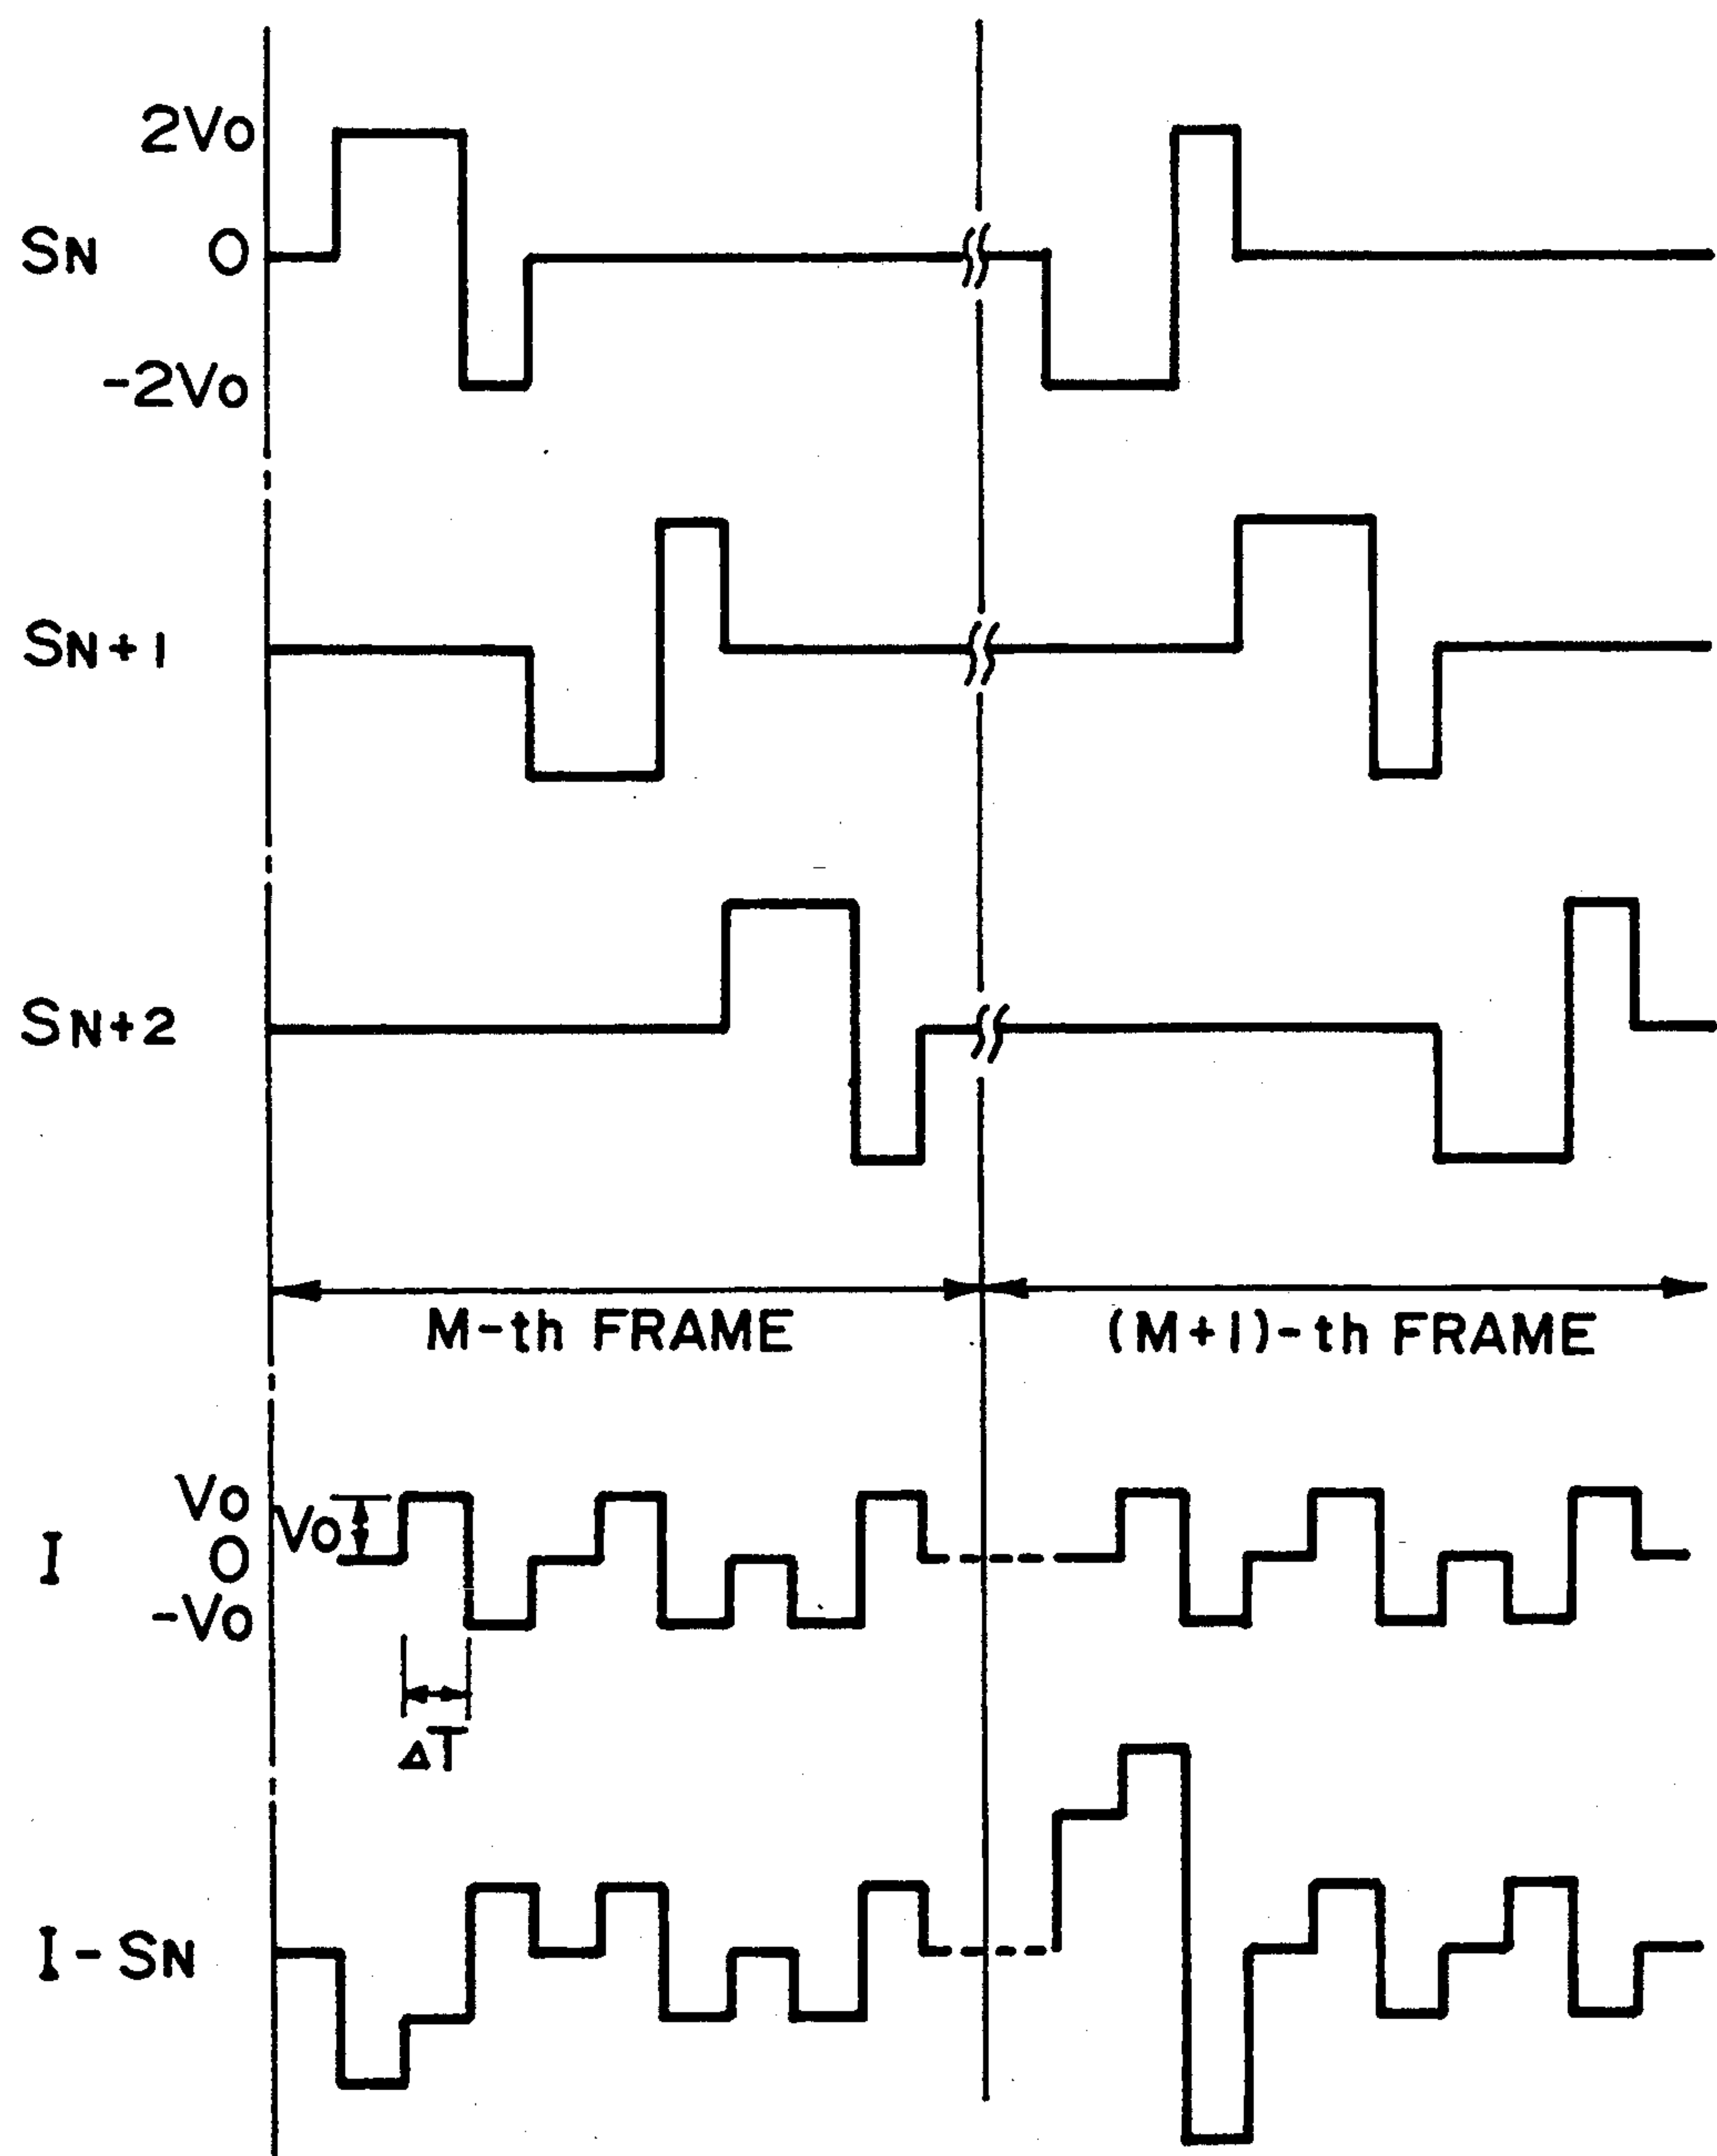 2Vo
SN 0
-2Vo
SN+1
SN+2
M-th FRAME (M+1)-th FRAME
Vo
Vo
I 0
-Vo
ΔT
I-SN